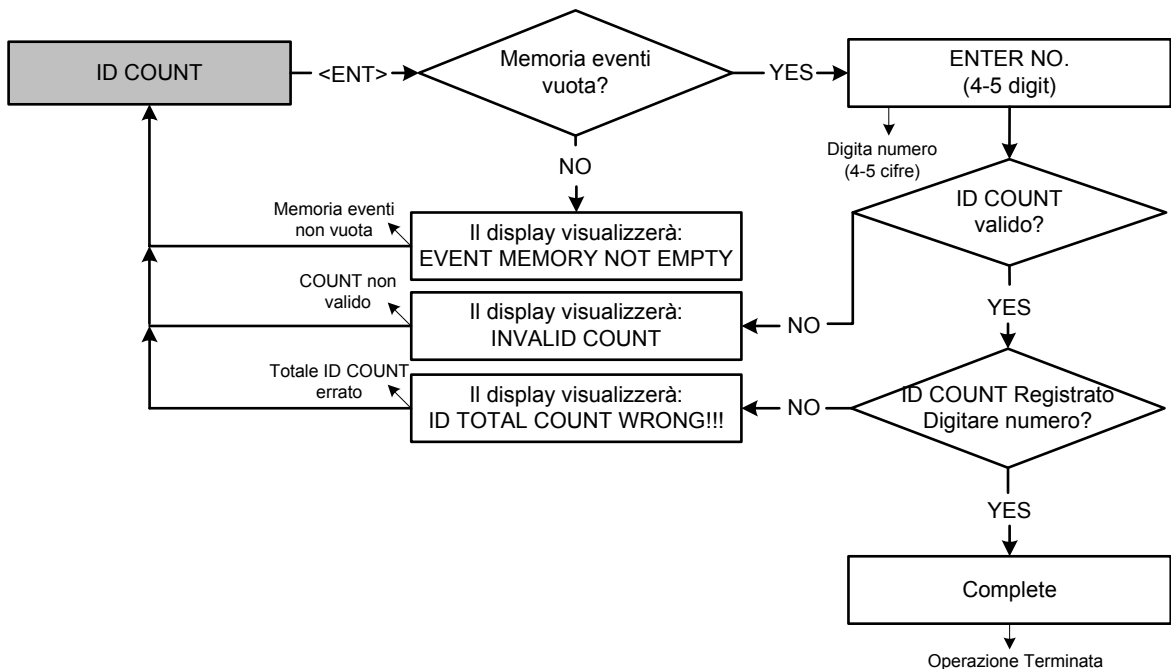 ID COUNT
<ENT>
Memoria eventi
vuota?
YES
ENTER NO.
(4-5 digit)
Digita numero
(4-5 cifre)
NO
ID COUNT
valido?
Memoria eventi
non vuota
Il display visualizzerà:
EVENT MEMORY NOT EMPTY
COUNT non
valido
Il display visualizzerà:
INVALID COUNT
NO
YES
Totale ID COUNT
errato
Il display visualizzerà:
ID TOTAL COUNT WRONG!!!
NO
ID COUNT Registrato
Digitare numero?
YES
Complete
Operazione Terminata